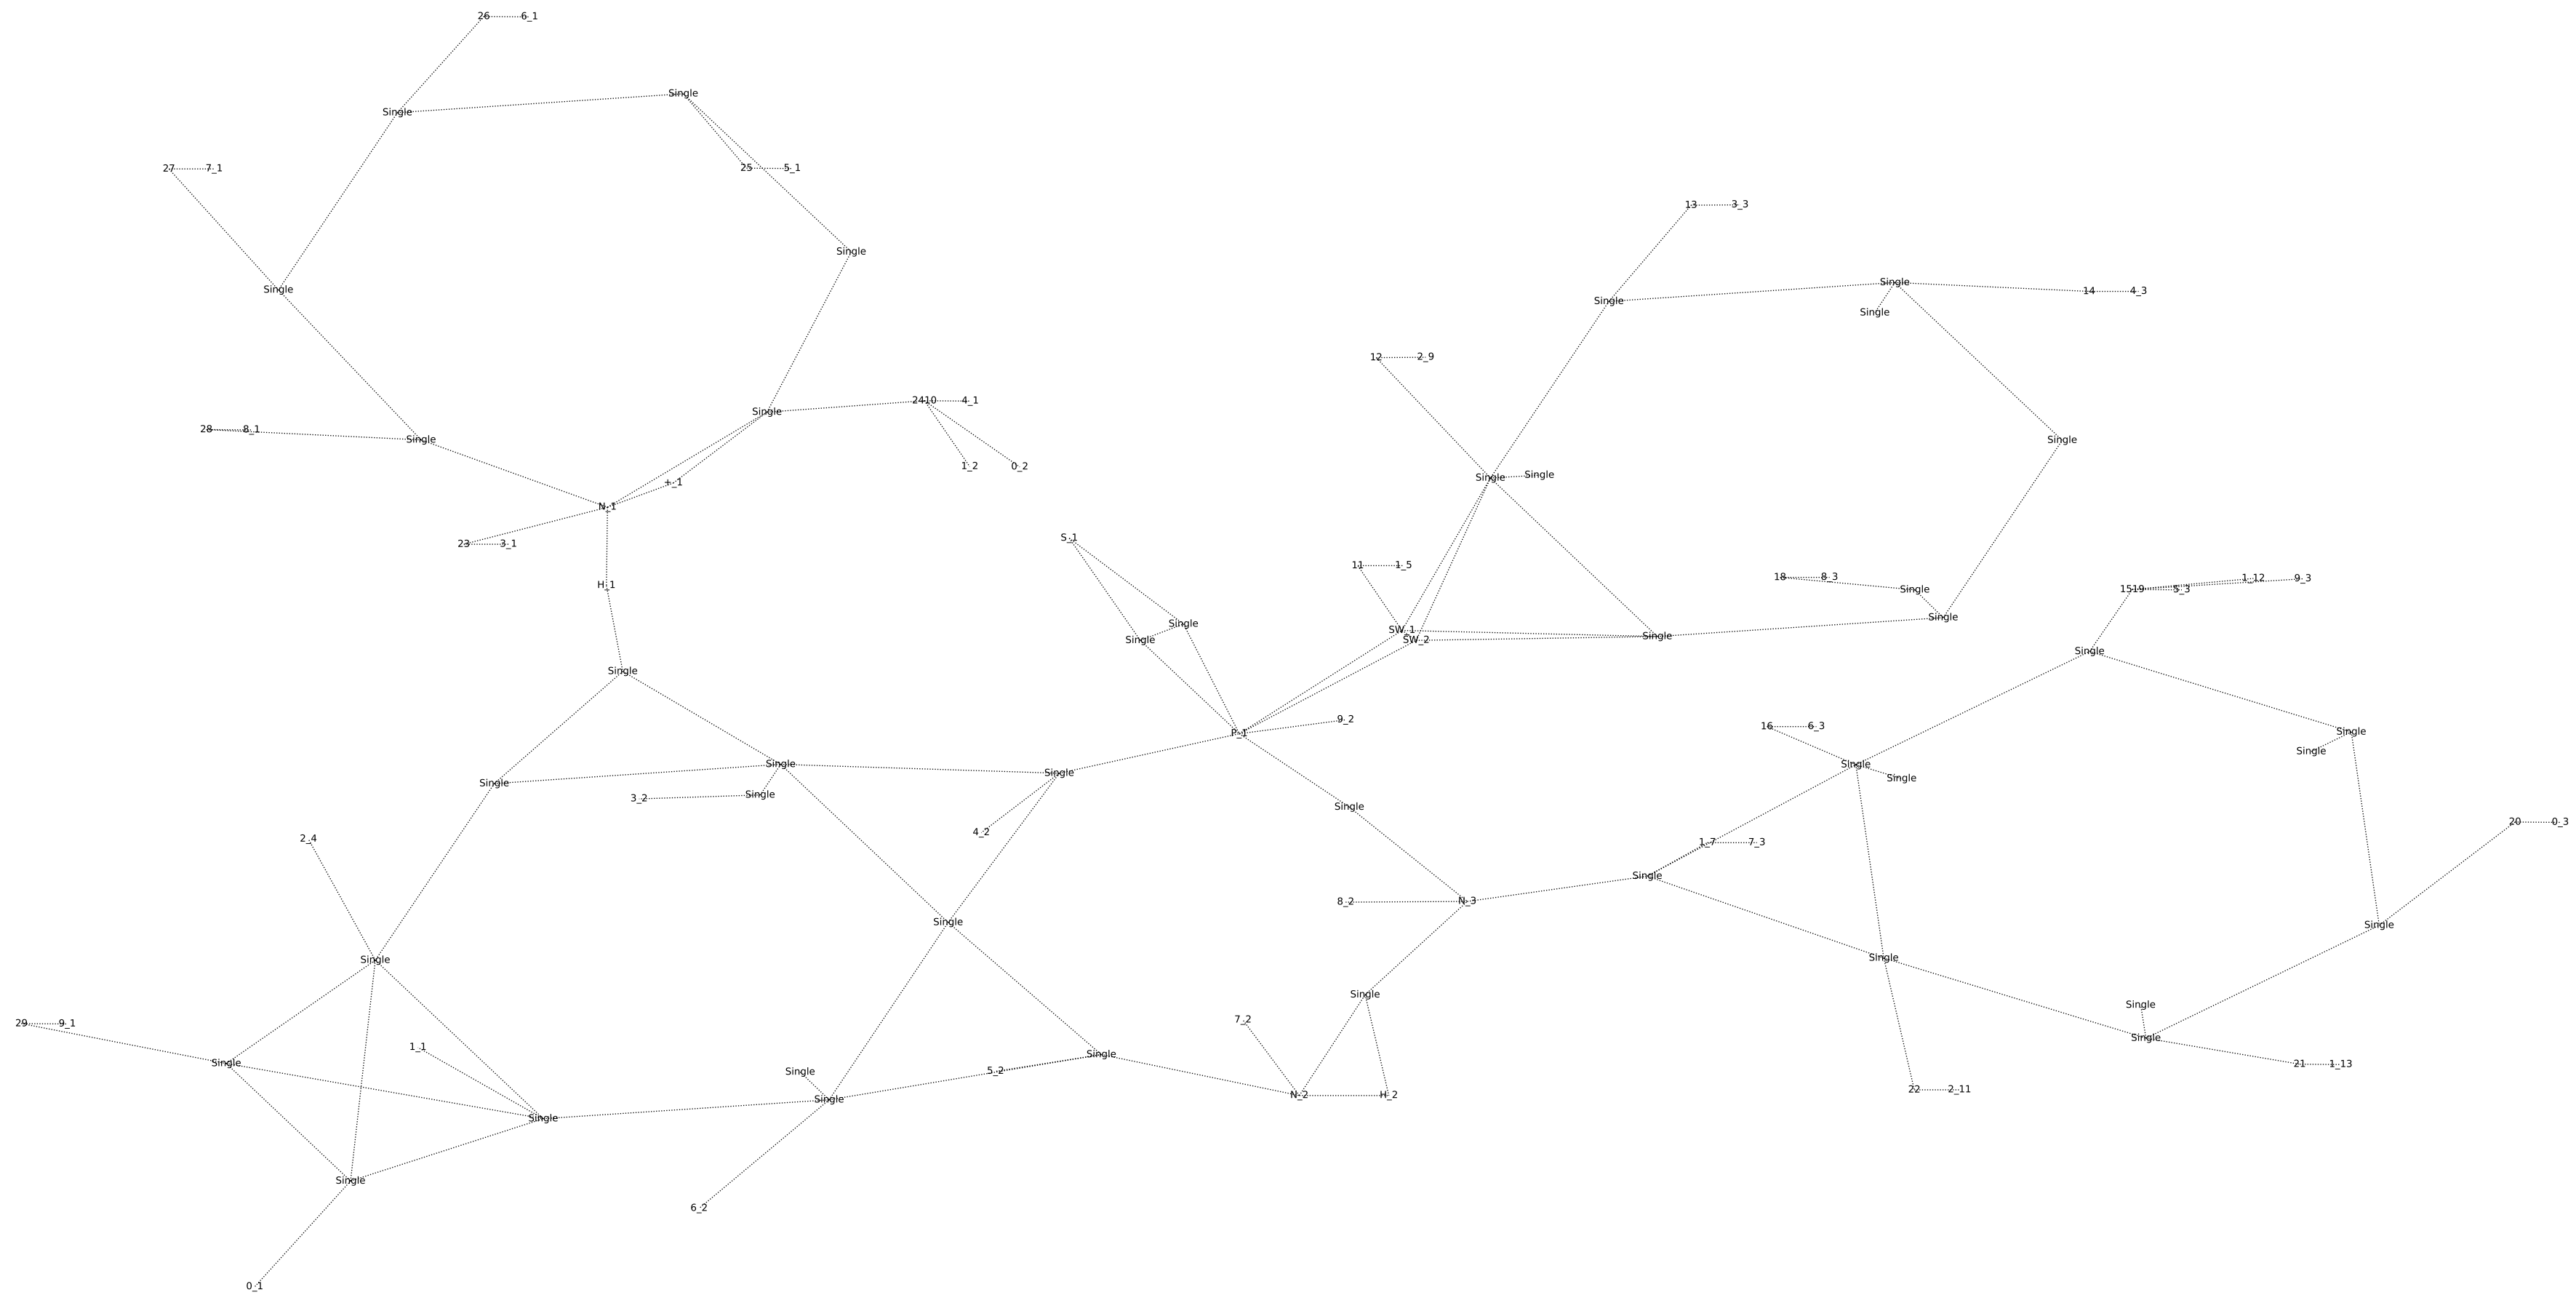 26 6_1
Single
Single
27 7_1
25 5_1
13 3_3
Single
Single
Single
14 4_3
Single
Single
12 2_9
2410 4_1
Single
28 8_1
Single
Single
1_2 0_2
Single Single
+_1
N_1
S_1
23 3_1
11 1_5
18 8_3
1_12 9_3
H_1
Single
1519 5_3
Single
Single
SW_1
Single
SW_2
Single
Single
Single
9_2
16 6_3
Single
P_1
Single
Single
Single
Single
Single
Single
3_2
Single
Single
20 0_3
4_2
2_4
1_7 7_3
Single
8_2
N_3
Single
Single
Single
Single
Single
Single
29 9_1
7_2
Single
1_1
Single
Single
Single
21 1_13
5_2
Single
22 2_11
N_2 H_2
Single
Single
Single
6_2
0_1